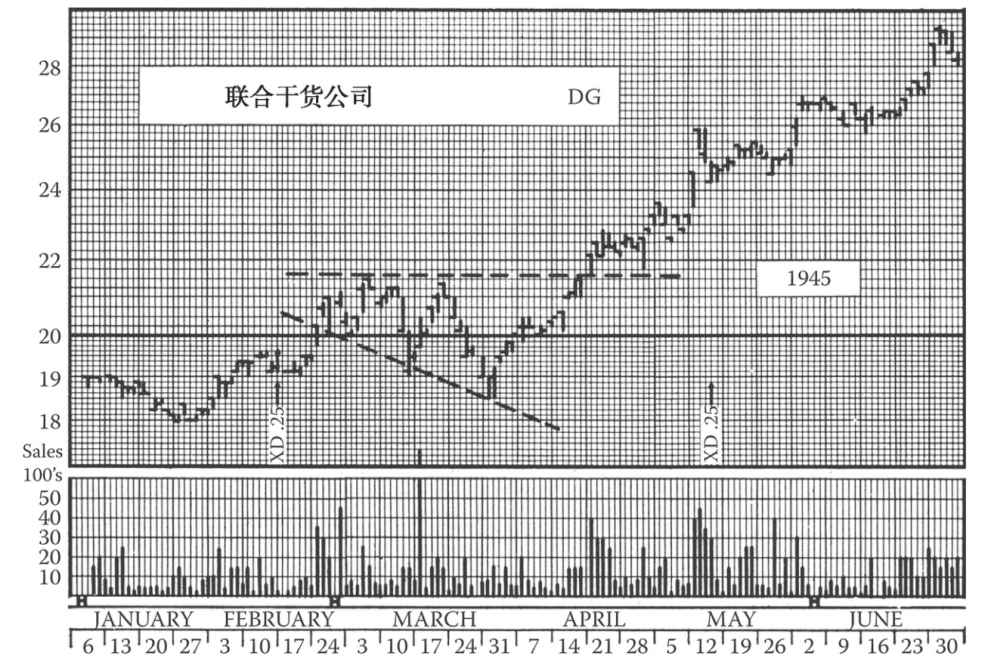 28
联合干货公司 DG
26
24
22
1945
20
19
18
XD .25
XD .25
Sales
100's
50
40
30
20
10
JANUARY FEBRUARY MARCH APRIL MAY JUNE
6 13 20 27 3 10 17 24 3 10 17 24 31 7 14 21 28 5 12 19 26 2 9 16 23 30